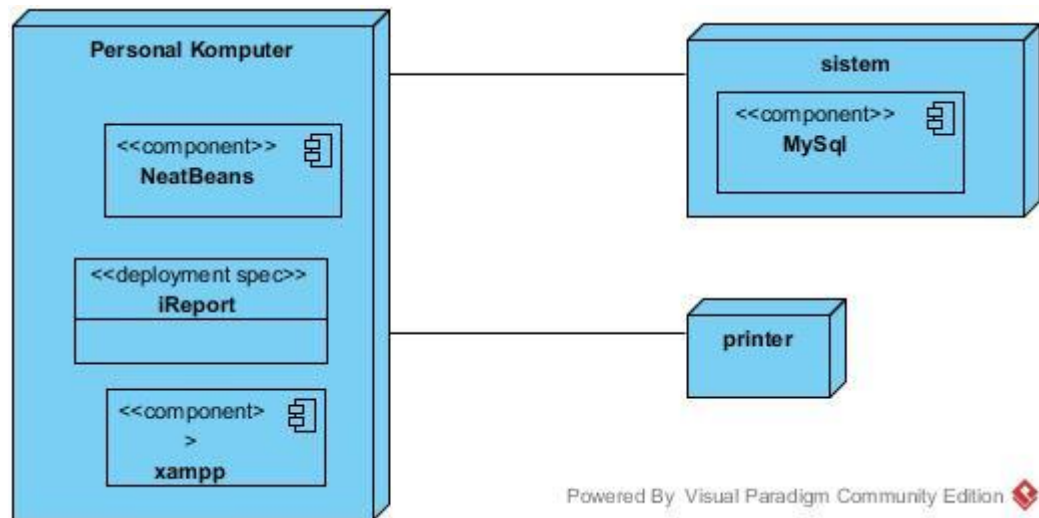 Personal Komputer
<<component>>
NeatBeans
<<deployment spec>>
iReport
<<component>
>
xampp
sistem
<<component>>
MySql
printer
Powered By Visual Paradigm Community Edition